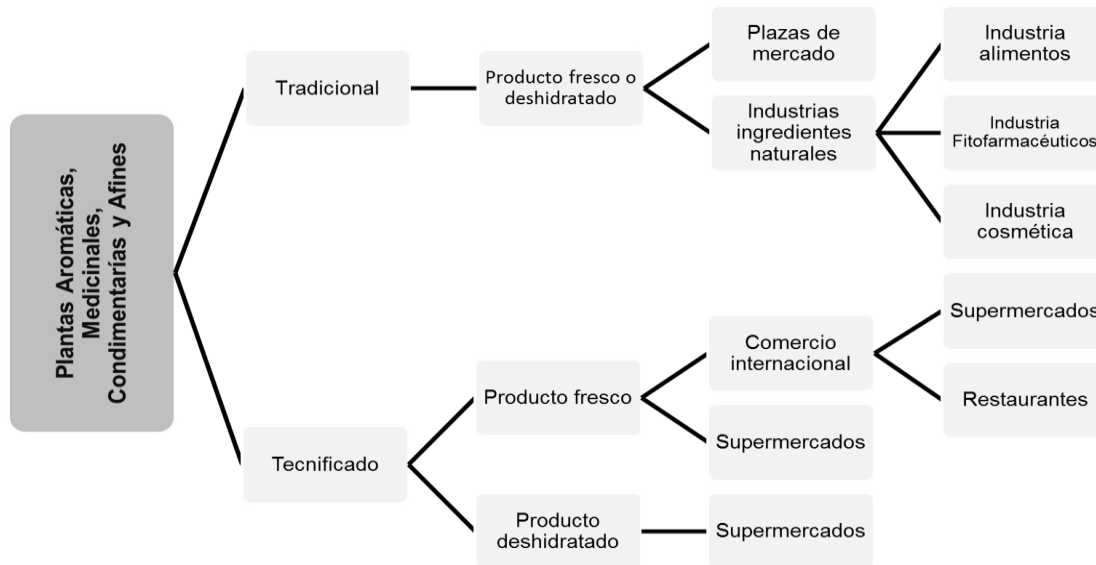 Plantas Aromáticas,
Medicinales,
Condimentarías y Afines
Tradicional
Producto fresco o
deshidratado
Plazas de
mercado
Industrias
ingredientes
naturales
Industria
alimentos
Industria
Fitofarmacéuticos
Industria
cosmética
Tecnificado
Producto fresco
Comercio
internacional
Supermercados
Restaurantes
Supermercados
Producto
deshidratado
Supermercados